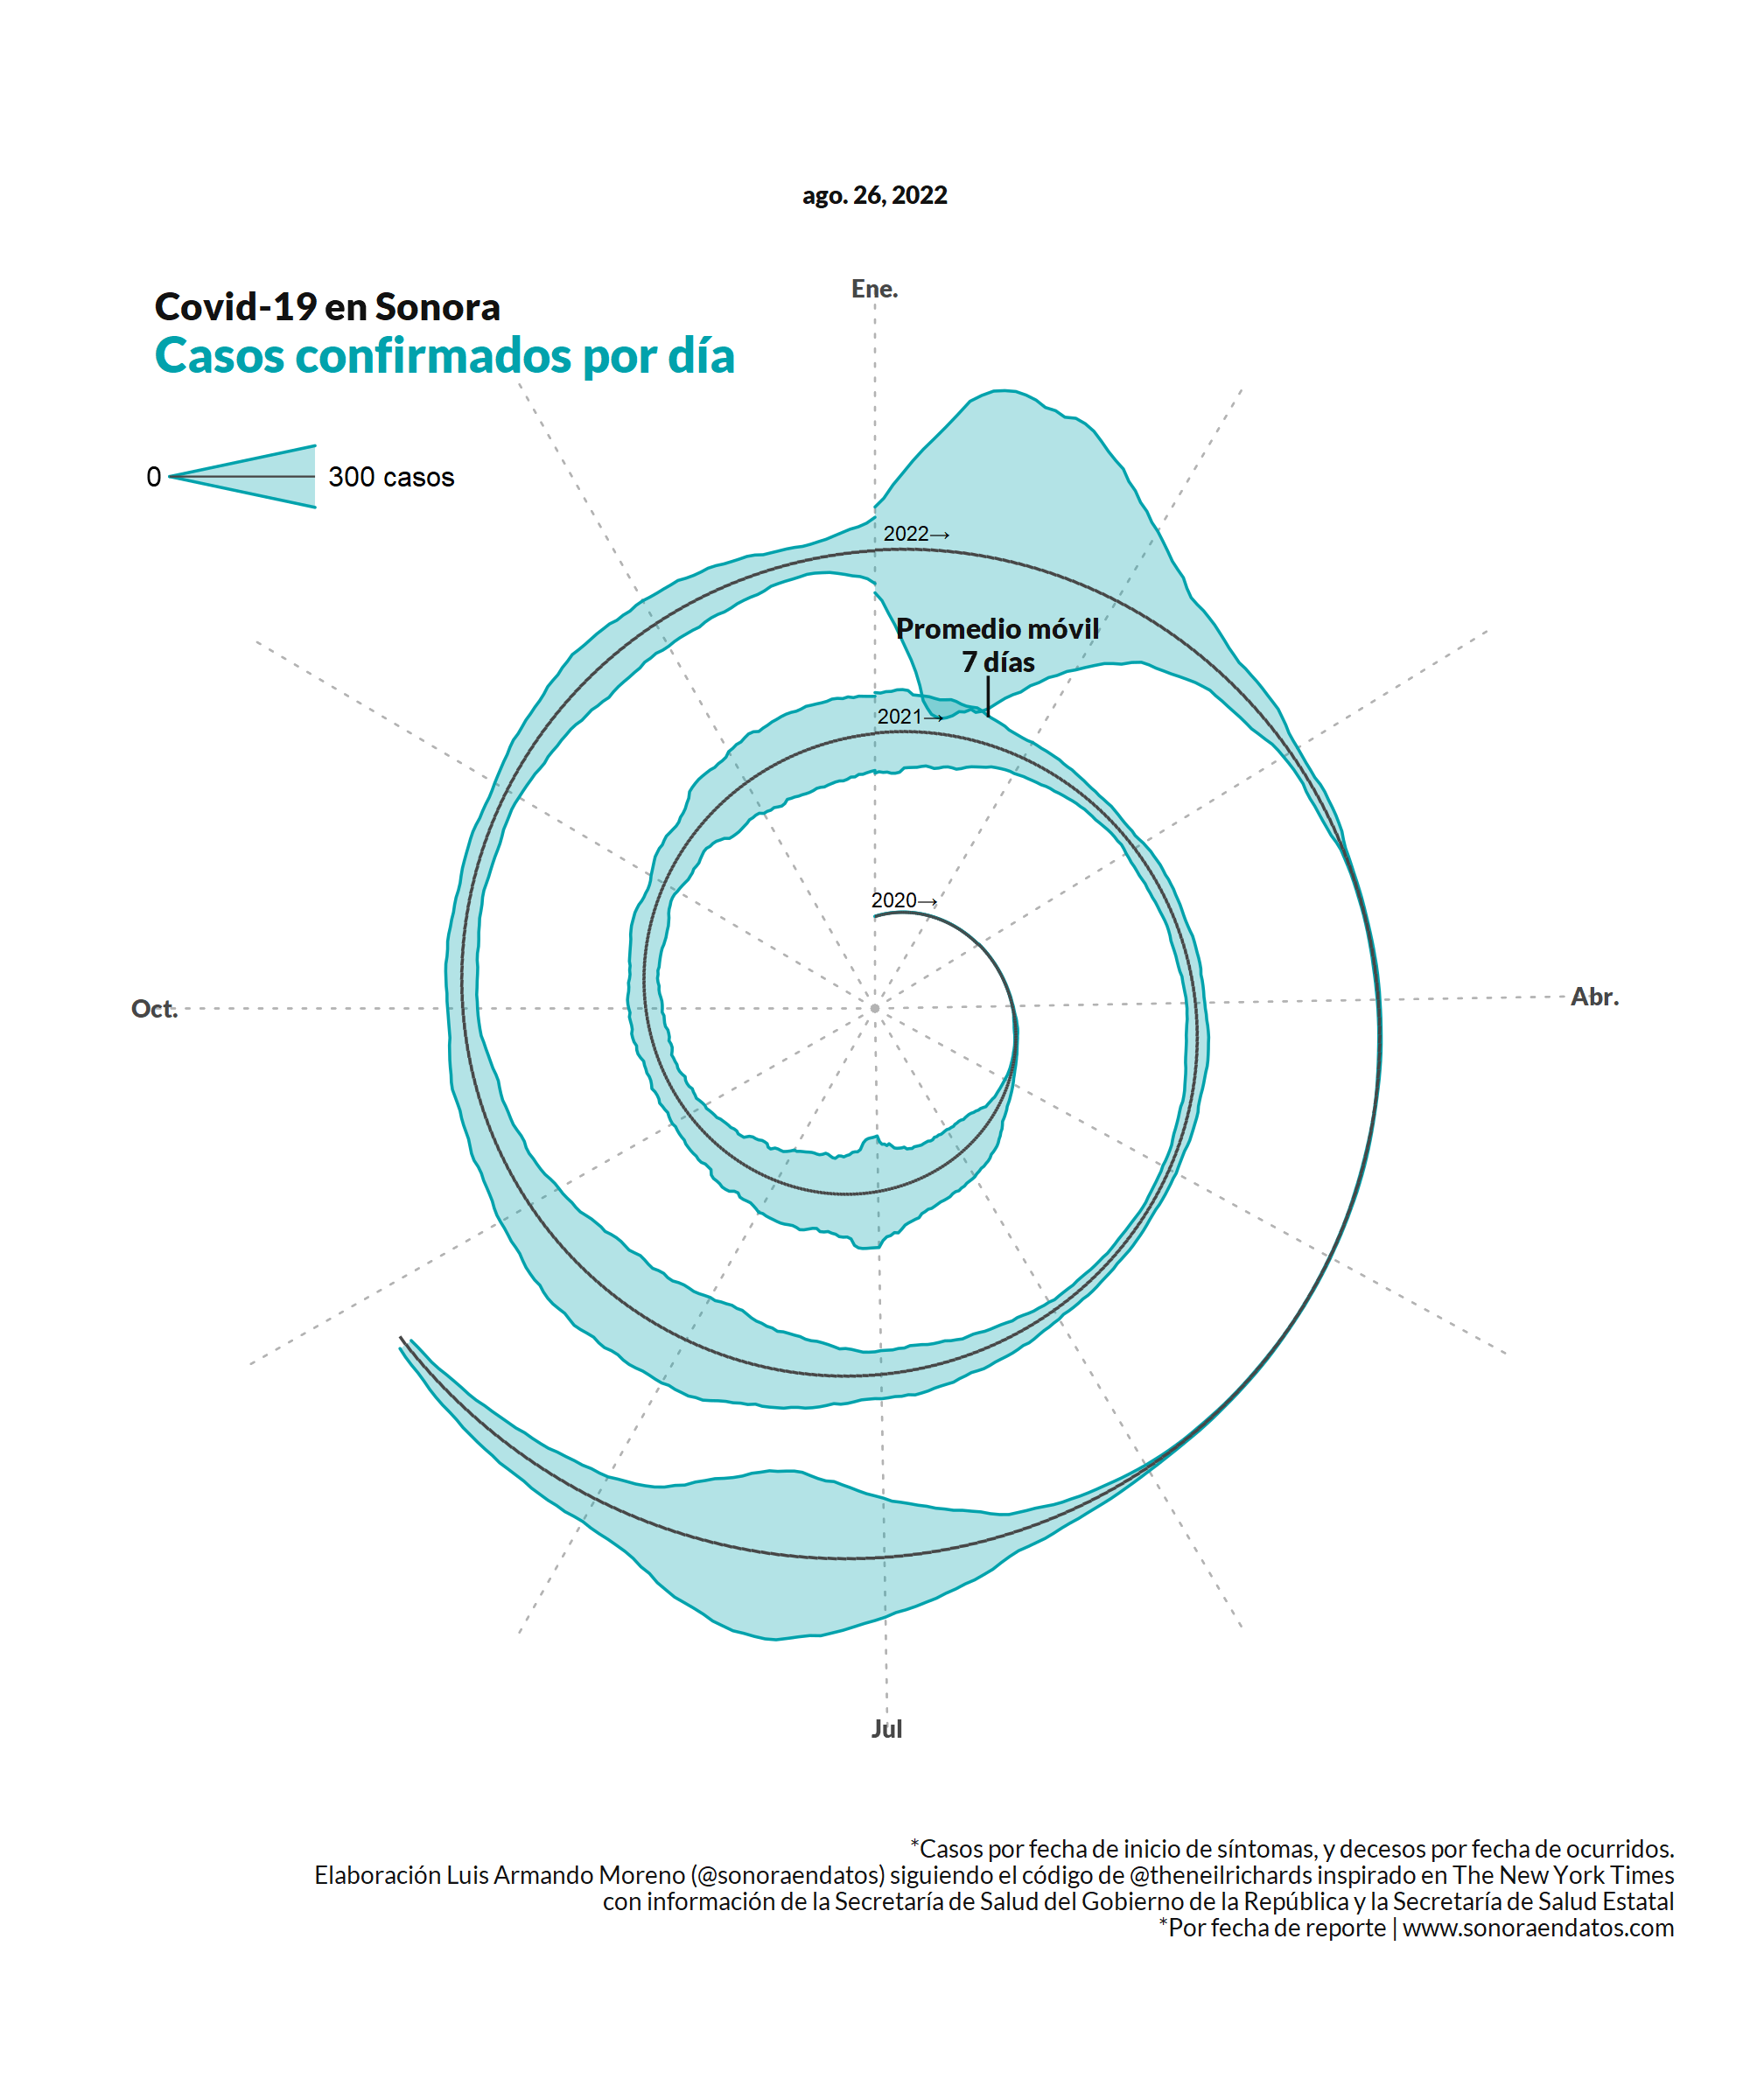 ago. 26, 2022
Ene.
Covid-19 en Sonora
Casos confirmados por día
0
300 casos
2022→
Promedio móvil
7 días
2021→
2020→
Oct.
Abr.
Jul
*Casos por fecha de inicio de síntomas, y decesos por fecha de ocurridos.
Elaboración Luis Armando Moreno (@sonoraendatos) siguiendo el código de @theneilrichards inspirado en The New York Times
con información de la Secretaría de Salud del Gobierno de la República y la Secretaría de Salud Estatal
*Por fecha de reporte | www.sonoraendatos.com